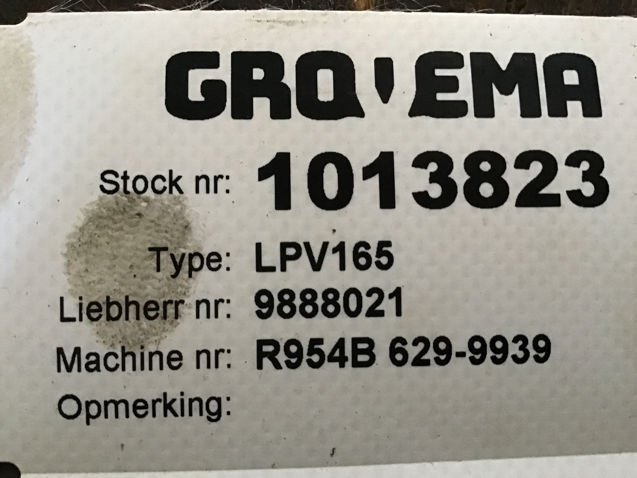 GROVEMA
Stock nr: 1013823
Type: LPV165
Liebherr nr: 9888021
Machine nr: R954B 629-9939
Opmerking: